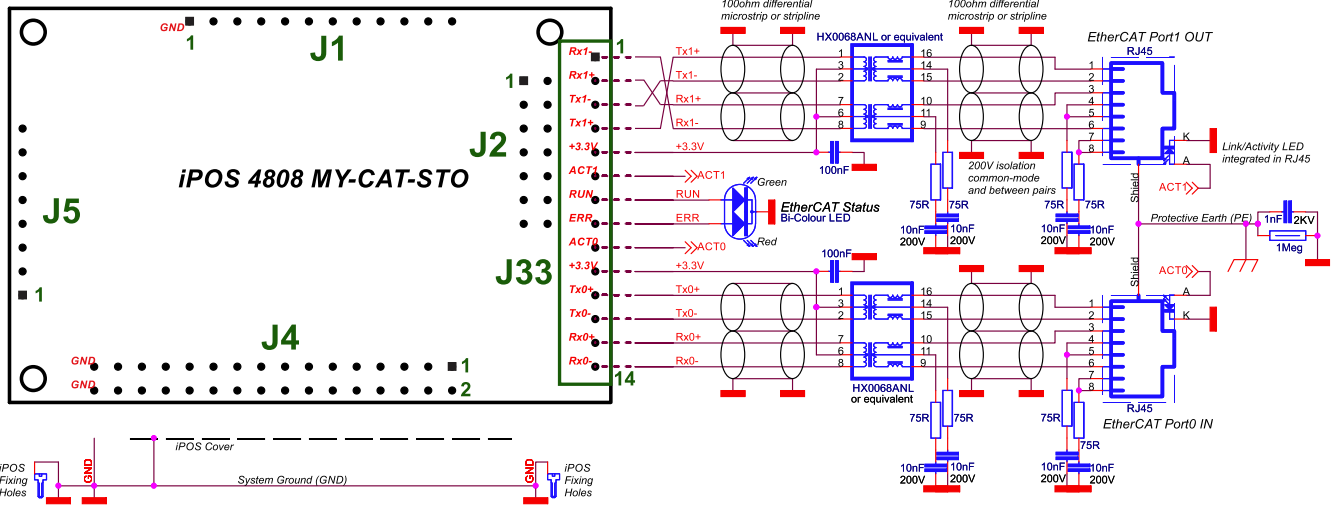 100ohm differential
microstrip or stripline
100ohm differential
microstrip or stripline
GND
1
J1
HX0068ANL or equivalent
EtherCAT Port1 OUT
RJ45
Rx1-
1
Tx1+
1
3
2
16
14
15
1
2
3
4
5
6
7
8
Rx1+
Tx1-
1
Tx1-
Rx1+
7
6
8
10
11
9
Tx1+
Rx1-
J2
+3.3V
+3.3V
100nF
200V isolation
common-mode
and between pairs
K
A
Link/Activity LED
integrated in RJ45
ACT1
ACT1
ACT1
Shield
iPOS 4808 MY-CAT-STO
RUN
RUN
Green
EtherCAT Status
Bi-Colour LED
Red
ERR
ERR
75R
75R
75R
75R
10nF
200V
10nF
200V
10nF
200V
10nF
200V
Protective Earth (PE)
1nF
2KV
1Meg
J5
1
ACT0
ACT0
J33
+3.3V
+3.3V
100nF
Shield
ACT0
A
K
Tx0+
Tx0+
1
3
2
16
14
15
Tx0-
Tx0-
Rx0+
Rx0+
7
6
8
10
11
9
Rx0-
Rx0-
14
1
2
3
4
5
6
7
8
J4
GND
1
GND
2
HX0068ANL
or equivalent
RJ45
EtherCAT Port0 IN
75R
75R
75R
75R
10nF
200V
10nF
200V
10nF
200V
10nF
200V
iPOS Cover
iPOS
Fixing
Holes
GND
System Ground (GND)
GND
iPOS
Fixing
Holes